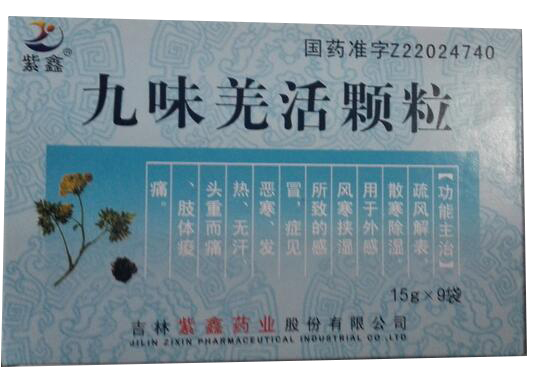 紫鑫®
国药准字Z22024740
九味羌活颗粒
【功能主治】
疏风解表、
散寒除湿。
用于外感
风寒挟湿
所致的感
冒,症见
恶寒、发
热、无汗
头重而痛
、肢体痠
痛。
15g×9袋
吉林紫鑫药业股份有限公司
JILIN ZIXIN PHARMACEUTICAL INDUSTRIAL CO.,LTD